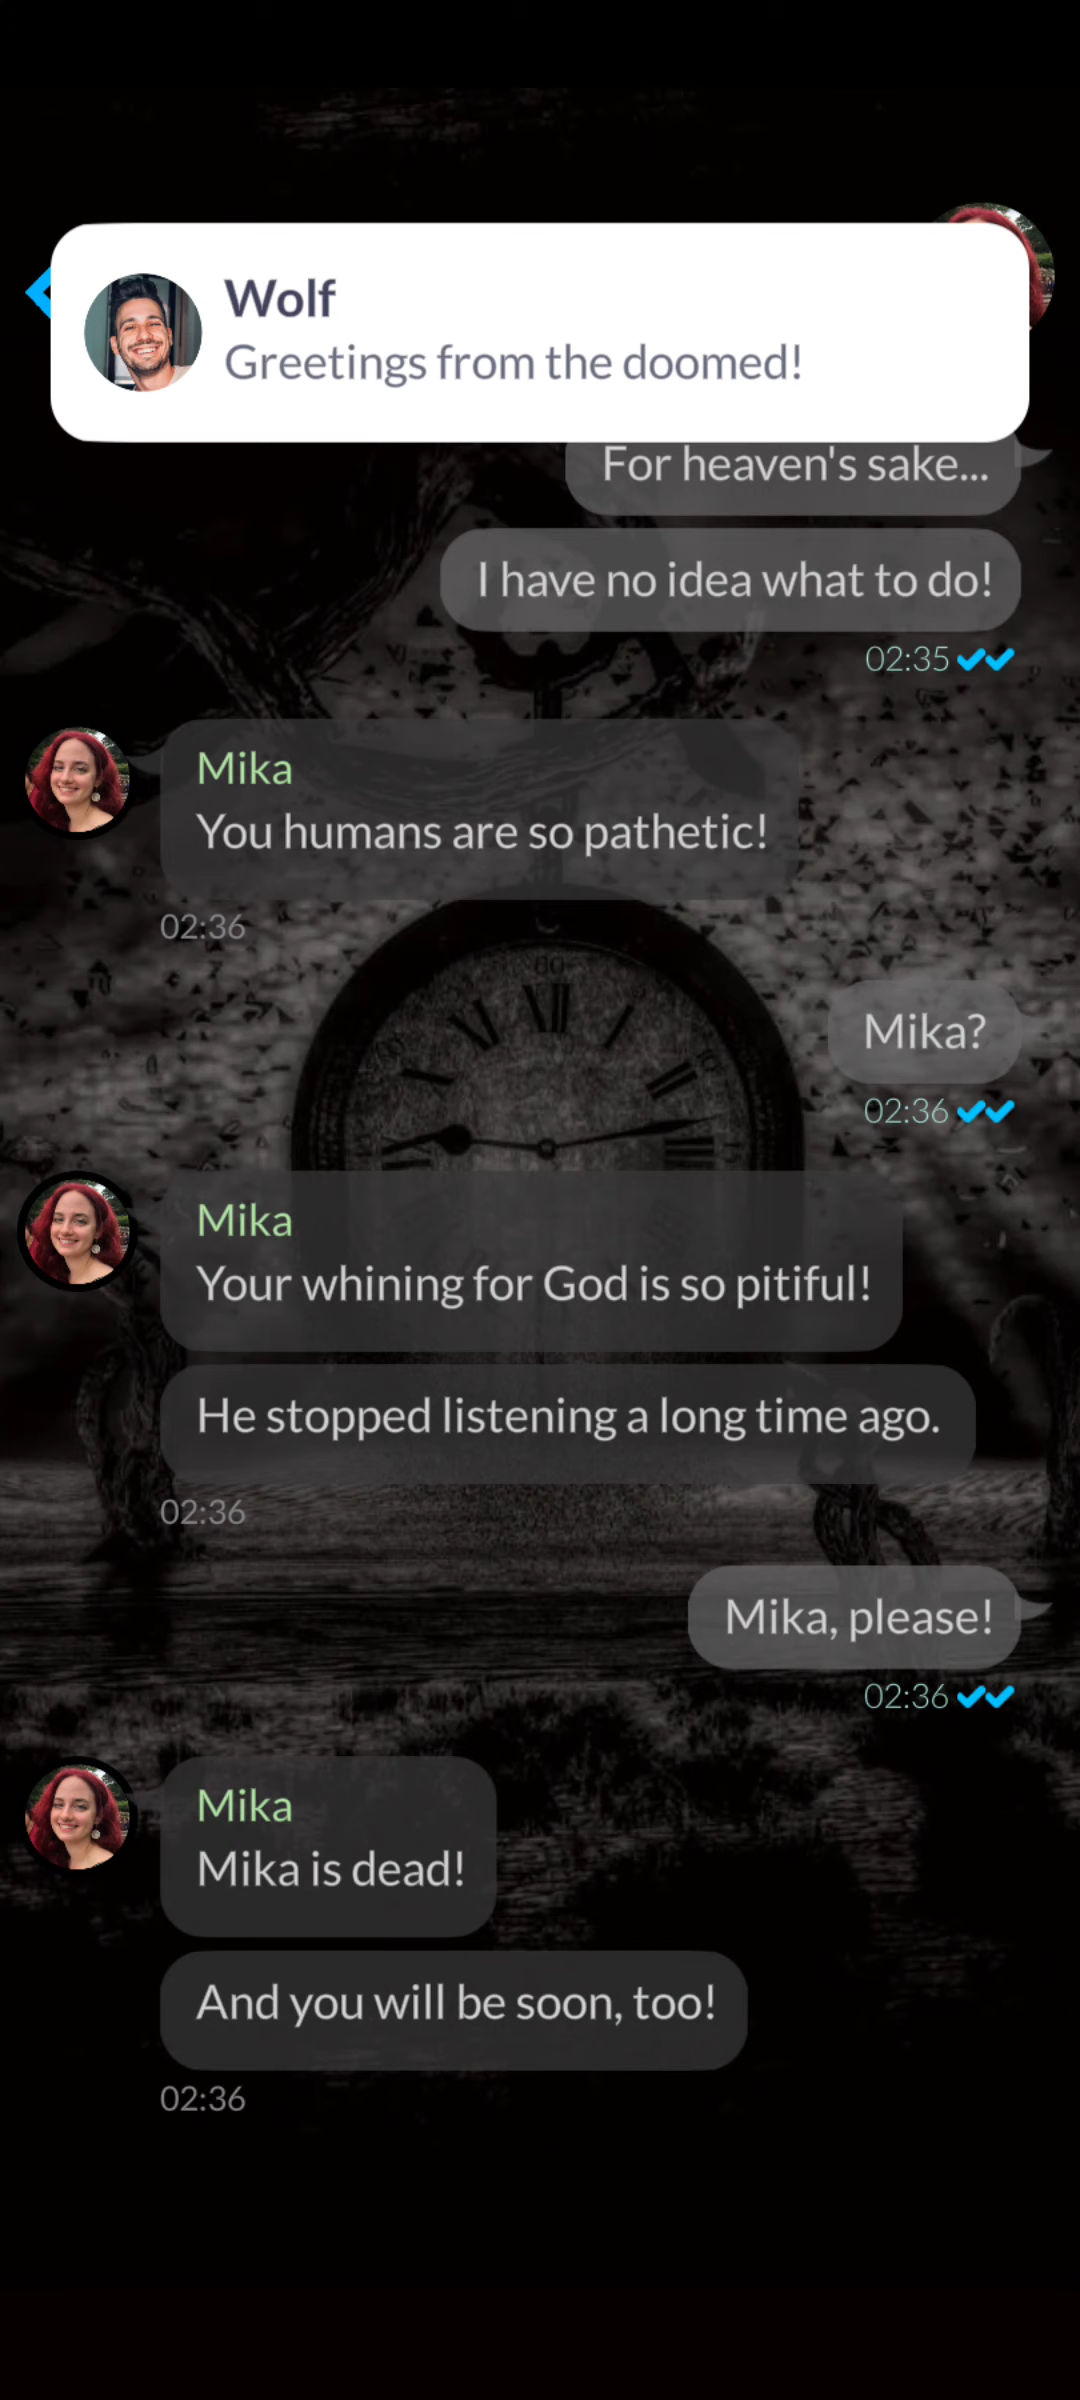 Wolf
Greetings from the doomed!
For heaven's sake...
I have no idea what to do!
02:35
Mika
You humans are so pathetic!
02:36
Mika?
02:36
Mika
Your whining for God is so pitiful!
He stopped listening a long time ago.
02:36
Mika, please!
02:36
Mika
Mika is dead!
And you will be soon, too!
02:36